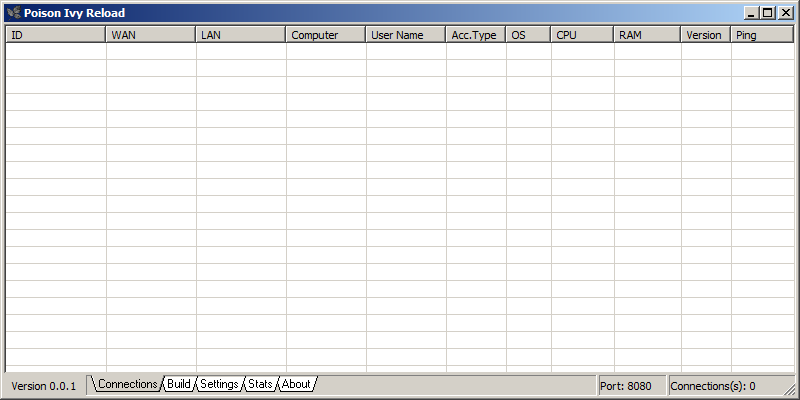 Poison Ivy Reload
ID WAN LAN Computer User Name Acc.Type OS CPU RAM Version Ping
Version 0.0.1 Connections Build Settings Stats About Port: 8080 Connections(s): 0